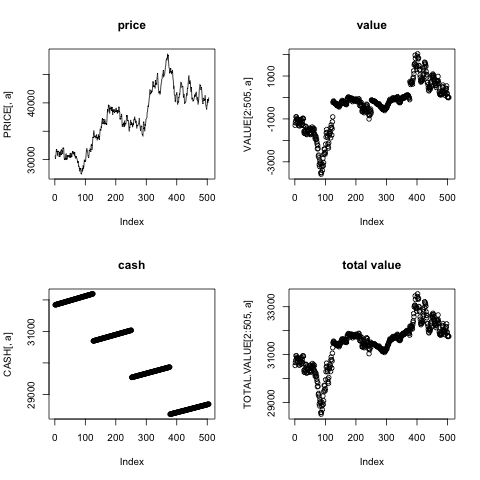 price
PRICE[, a]
30000 40000
0 100 200 300 400 500
Index
value
VALUE[2:505, a]
-3000 -1000 1000
0 100 200 300 400 500
Index
cash
CASH[, a]
29000 31000
0 100 200 300 400 500
Index
total value
TOTAL.VALUE[2:505, a]
29000 31000 33000
0 100 200 300 400 500
Index